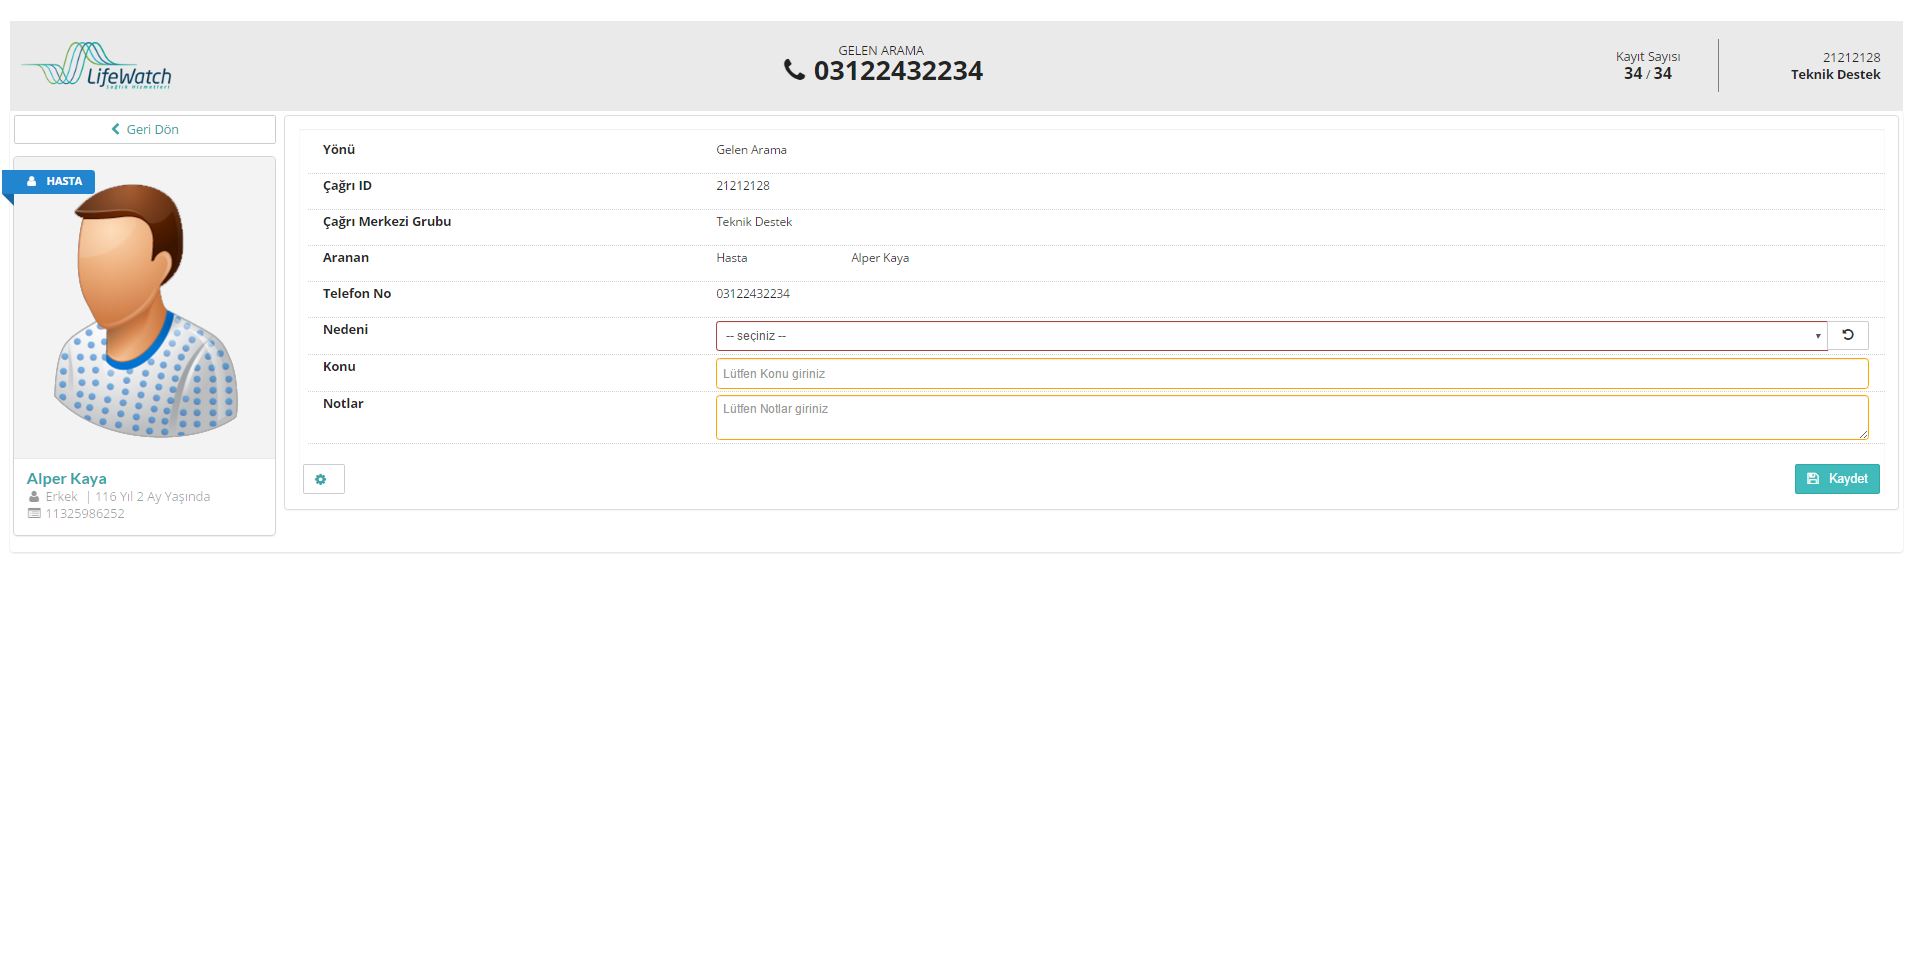 LifeWatch
Sağlık Hizmetleri
GELEN ARAMA
03122432234
Kayıt Sayısı
34 / 34
21212128
Teknik Destek
Geri Dön
HASTA
Alper Kaya
Erkek | 116 Yıl 2 Ay Yaşında
11325986252
Yönü Gelen Arama
Çağrı ID 21212128
Çağrı Merkezi Grubu Teknik Destek
Aranan Hasta Alper Kaya
Telefon No 03122432234
Nedeni -- seçiniz --
Konu Lütfen Konu giriniz
Notlar Lütfen Notlar giriniz
Kaydet